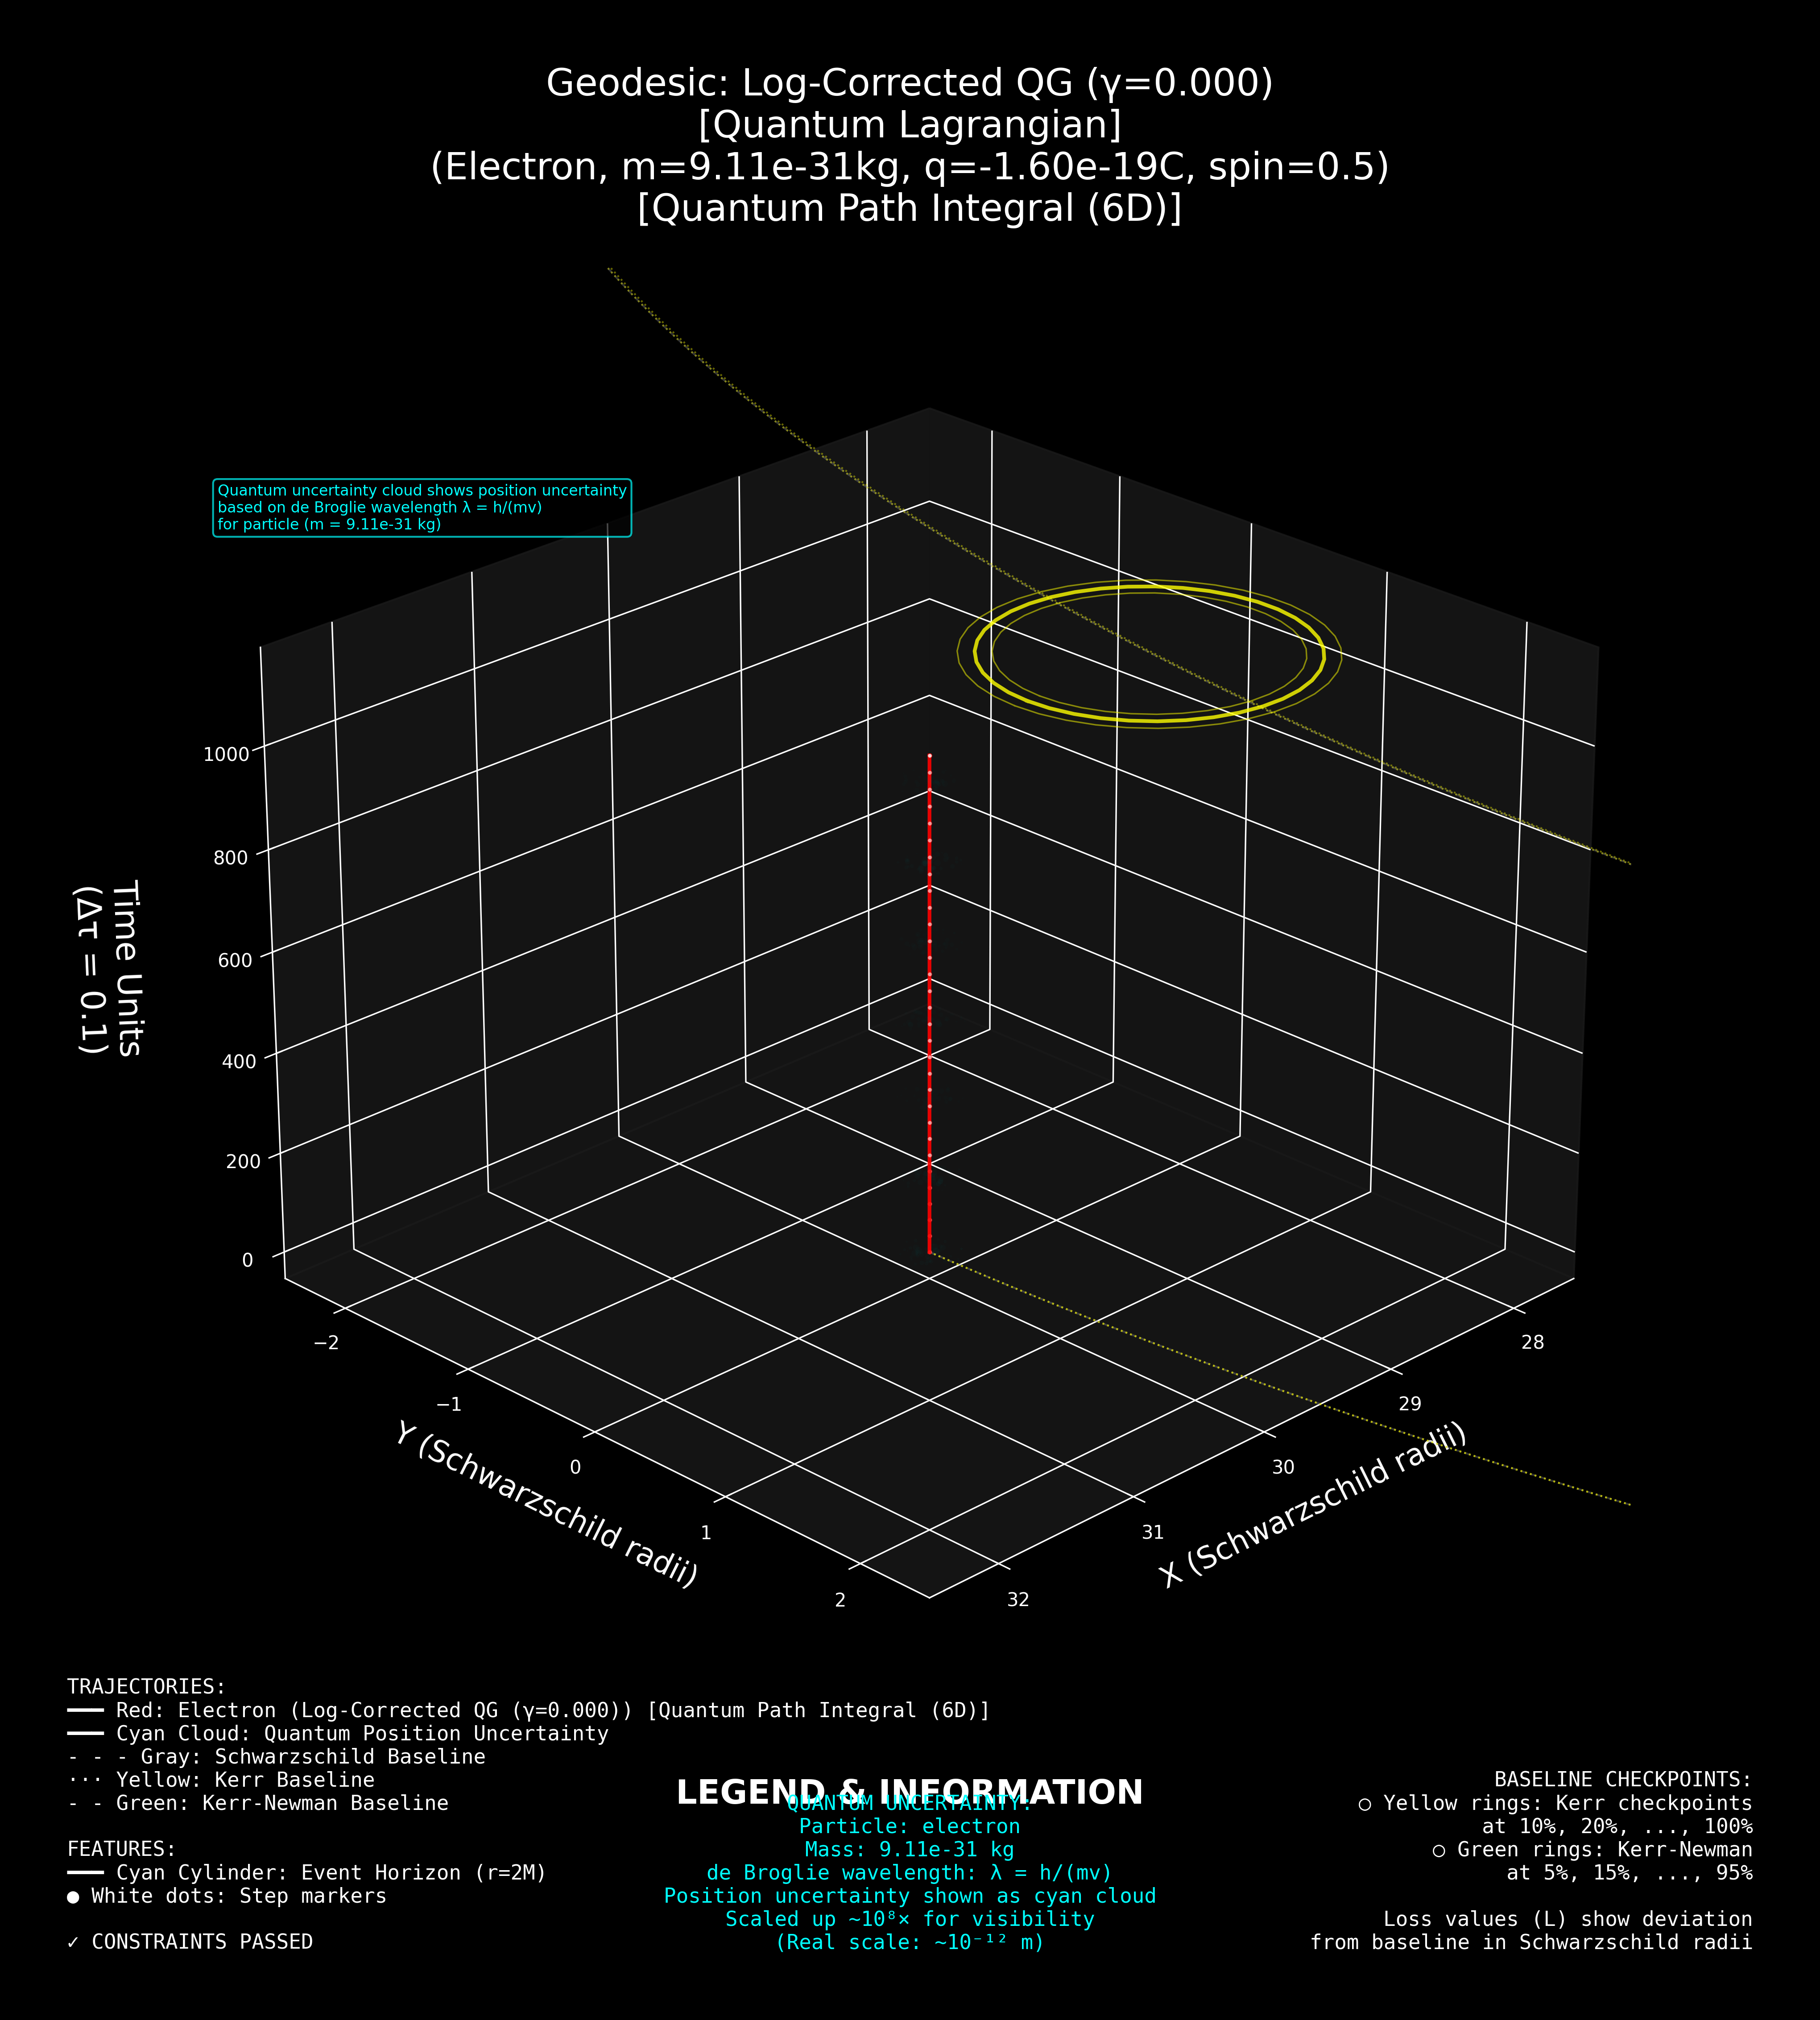 Geodesic: Log-Corrected QG (γ=0.000)
[Quantum Lagrangian]
(Electron, m=9.11e-31kg, q=-1.60e-19C, spin=0.5)
[Quantum Path Integral (6D)]
Quantum uncertainty cloud shows position uncertainty
based on de Broglie wavelength λ = h/(mv)
for particle (m = 9.11e-31 kg)
1000
800
600
400
200
0
Time Units
(Δτ = 0.1)
−2
−1
0
1
2
Y (Schwarzschild radii)
28
29
30
31
32
X (Schwarzschild radii)
TRAJECTORIES:
Red: Electron (Log-Corrected QG (γ=0.000)) [Quantum Path Integral (6D)]
Cyan Cloud: Quantum Position Uncertainty
- - - Gray: Schwarzschild Baseline
··· Yellow: Kerr Baseline
- - Green: Kerr-Newman Baseline
FEATURES:
Cyan Cylinder: Event Horizon (r=2M)
● White dots: Step markers
✓ CONSTRAINTS PASSED
LEGEND & INFORMATION
QUANTUM UNCERTAINTY:
Particle: electron
Mass: 9.11e-31 kg
de Broglie wavelength: λ = h/(mv)
Position uncertainty shown as cyan cloud
Scaled up ~10⁸× for visibility
(Real scale: ~10⁻¹² m)
BASELINE CHECKPOINTS:
○ Yellow rings: Kerr checkpoints
at 10%, 20%, ..., 100%
○ Green rings: Kerr-Newman
at 5%, 15%, ..., 95%
Loss values (L) show deviation
from baseline in Schwarzschild radii